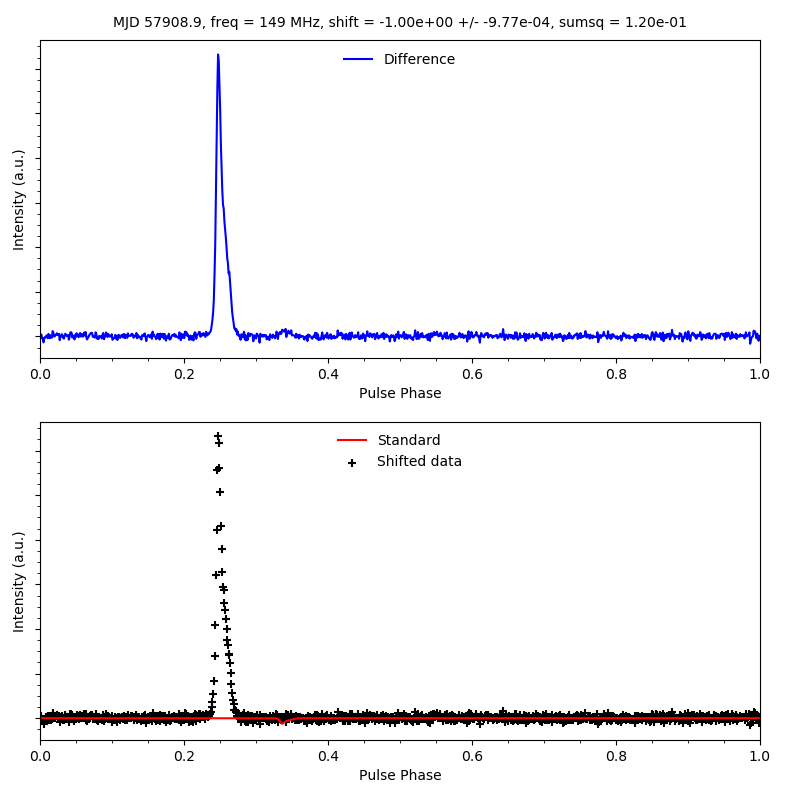 MJD 57908.9, freq = 149 MHz, shift = -1.00e+00 +/- -9.77e-04, sumsq = 1.20e-01
Difference
Intensity (a.u.)
0.0 0.2 0.4 0.6 0.8 1.0
Pulse Phase
Standard
Shifted data
Intensity (a.u.)
0.0 0.2 0.4 0.6 0.8 1.0
Pulse Phase